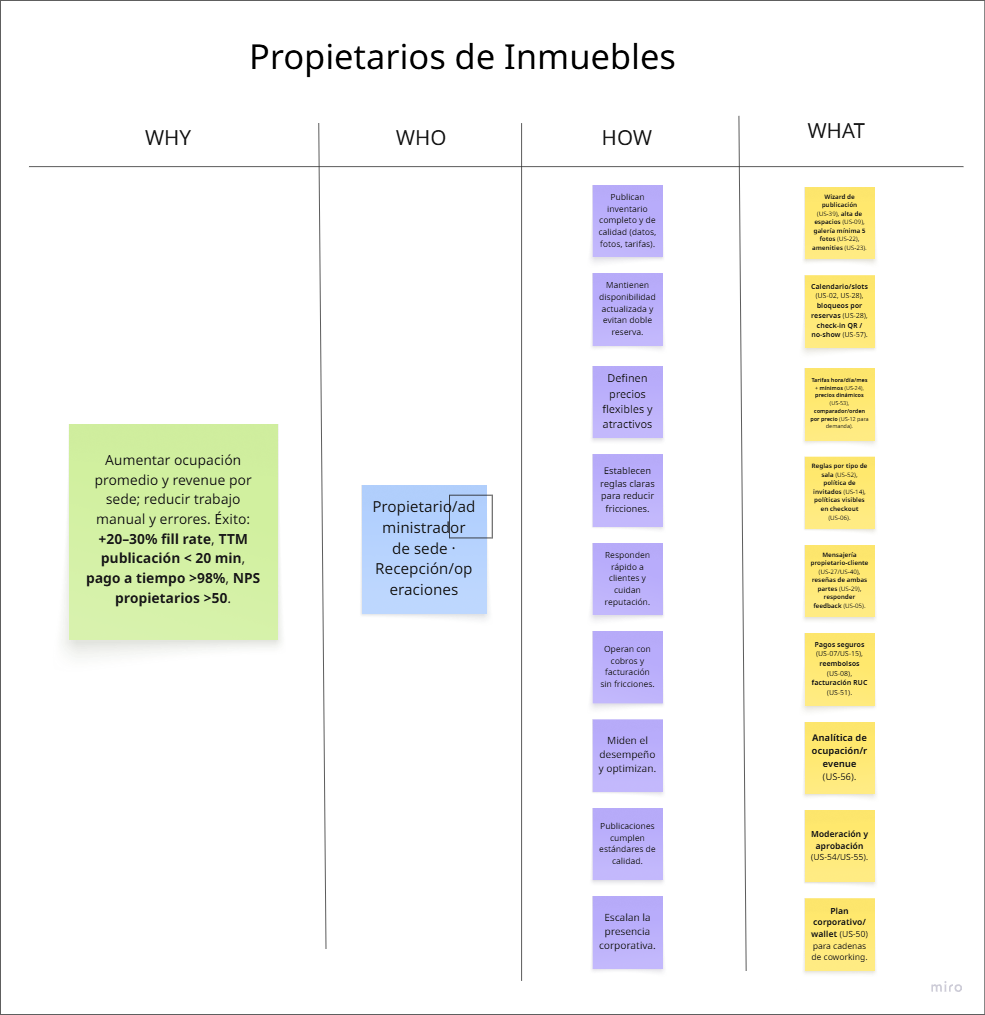 Propietarios de Inmuebles
WHY
WHO
HOW
WHAT
Aumentar ocupación
promedio y revenue por
sede; reducir trabajo
manual y errores. Éxito:
+20–30% fill rate, TTM
publicación < 20 min,
pago a tiempo >98%, NPS
propietarios >50.
Propietario/ad
ministrador
de sede ·
Recepción/op
eraciones
Publican
inventario
completo y de
calidad (datos,
fotos, tarifas).
Mantienen
disponibilidad
actualizada y
evitan doble
reserva.
Definen
precios
flexibles y
atractivos
Establecen
reglas claras
para reducir
fricciones.
Responden
rápido a
clientes y
cuidan
reputación.
Operan con
cobros y
facturación
sin fricciones.
Miden el
desempeño
y optimizan.
Publicaciones
cumplen
estándares de
calidad.
Escalan la
presencia
corporativa.
Wizard de
publicación
(US-39), alta de
espacios (US-09),
galería mínima 5
fotos (US-22),
amenities (US-23).
Calendario/slots
(US-02, US-28),
bloqueos por
reservas (US-28),
check-in QR /
no-show (US-57).
Tarifas hora/día/mes
+ mínimos (US-24),
precios dinámicos
(US-53),
comparador/orden
por precio (US-12 para
demanda).
Reglas por tipo de
sala (US-52),
política de
invitados (US-14),
políticas visibles
en checkout
(US-06).
Mensajería
propietario-cliente
(US-27/US-40),
reseñas de ambas
partes (US-29),
responder
feedback (US-05).
Pagos seguros
(US-07/US-15),
reembolsos
(US-08),
facturación RUC
(US-51).
Analítica de
ocupación/r
evenue
(US-56).
Moderación y
aprobación
(US-54/US-55).
Plan
corporativo/
wallet (US-50)
para cadenas
de coworking.
miro